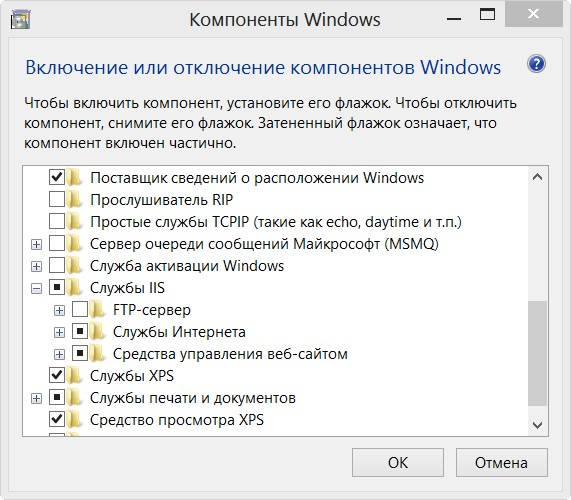 Компоненты Windows
Включение или отключение компонентов Windows
Чтобы включить компонент, установите его флажок. Чтобы отключить
компонент, снимите его флажок. Затененный флажок означает, что
компонент включен частично.
Поставщик сведений о расположении Windows
Прослушиватель RIP
Простые службы TCPIP (такие как echo, daytime и т.п.)
Сервер очереди сообщений Майкрософт (MSMQ)
Служба активации Windows
Службы IIS
FTP-сервер
Службы Интернета
Средства управления веб-сайтом
Службы XPS
Службы печати и документов
Средство просмотра XPS
ОК
Отмена